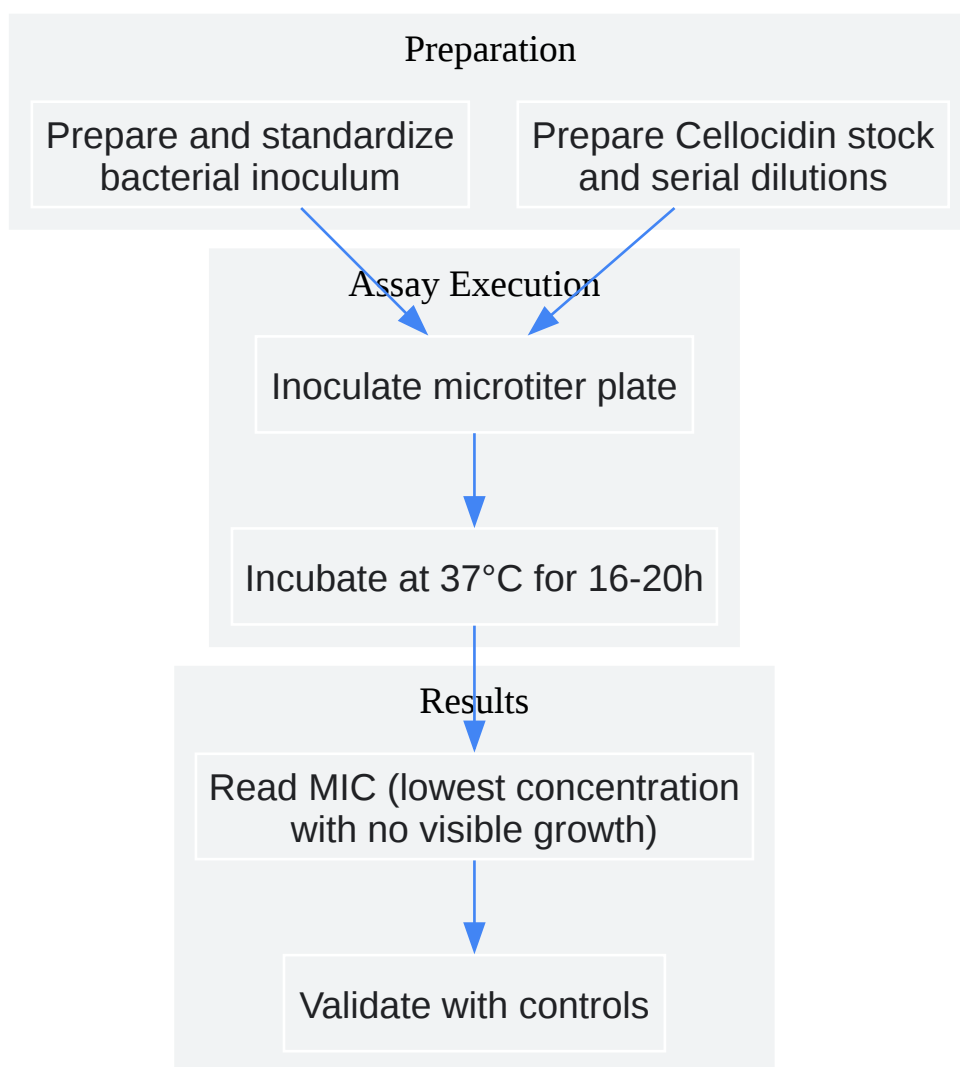 Preparation
Prepare and standardize
bacterial inoculum
Prepare Cellocidin stock
and serial dilutions
Assay Execution
Inoculate microtiter plate
Incubate at 37°C for 16-20h
Results
Read MIC (lowest concentration
with no visible growth)
Validate with controls